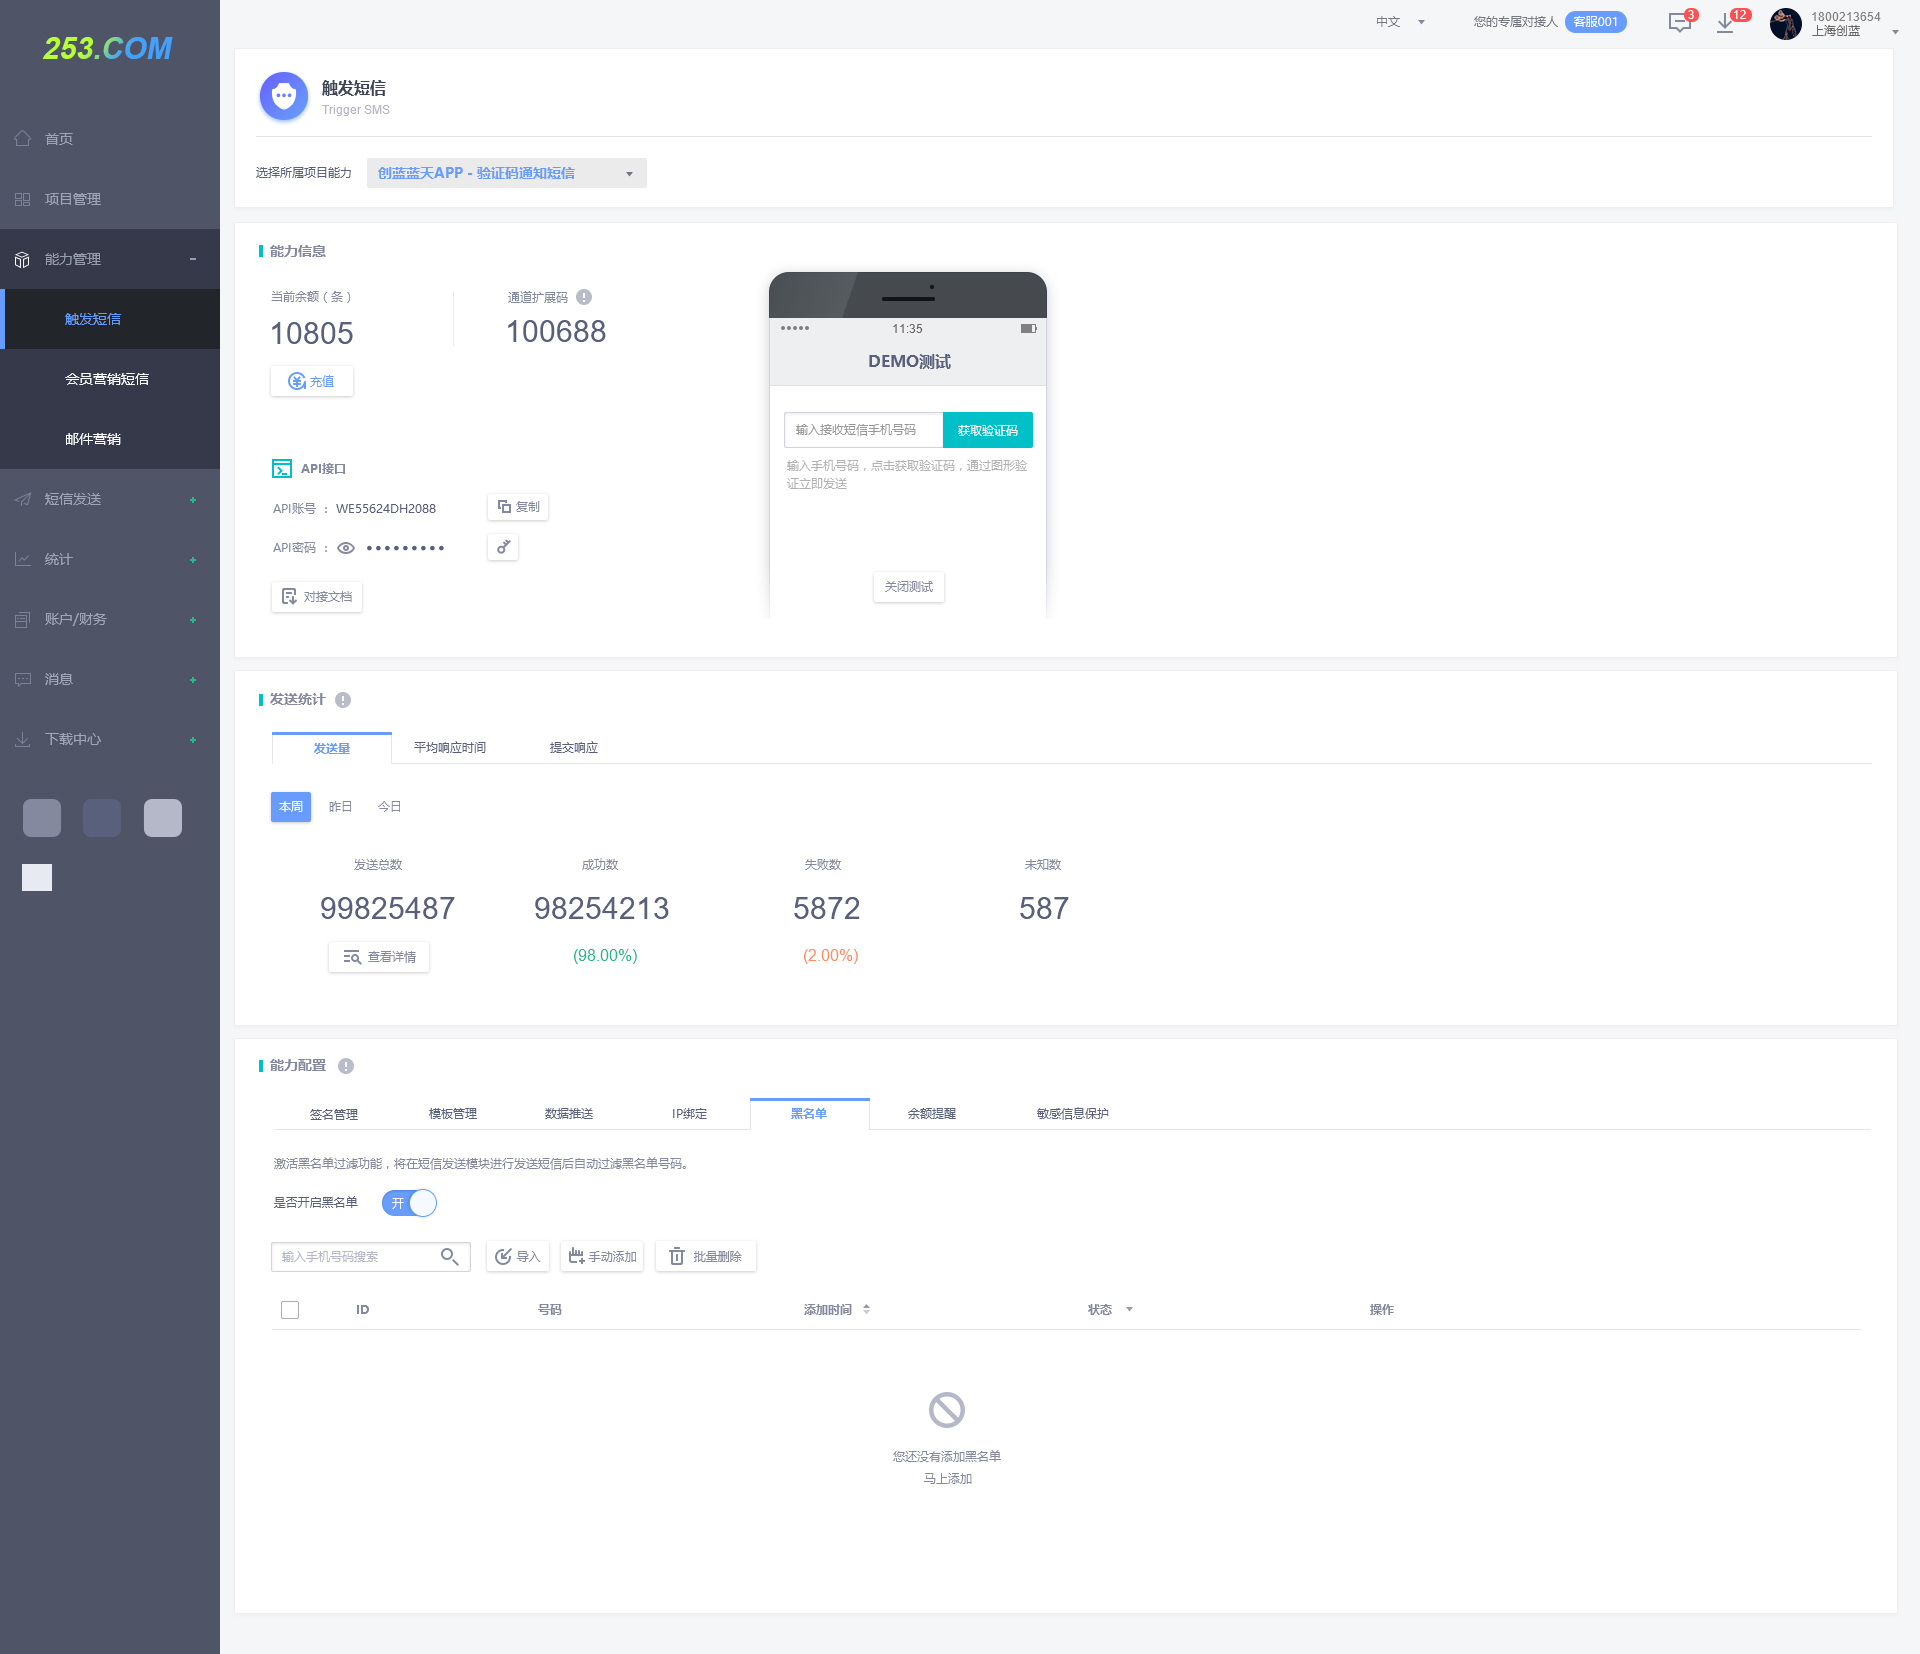 253.COM
中文
您的专属对接人
客服001
3
12
1800213654
上海创蓝
首页
项目管理
能力管理
触发短信
会员营销短信
邮件营销
短信发送
统计
账户/财务
消息
下载中心
触发短信
Trigger SMS
选择所属项目能力
创蓝蓝天APP - 验证码通知短信
能力信息
当前余额（条）
10805
充值
通道扩展码
100688
API接口
API账号 ： WE55624DH2088
复制
API密码 ： •••••••••
对接文档
11:35
DEMO测试
输入接收短信手机号码
获取验证码
输入手机号码，点击获取验证码，通过图形验
证立即发送
关闭测试
发送统计
发送量
平均响应时间
提交响应
本周
昨日
今日
发送总数
成功数
失败数
未知数
99825487
98254213
5872
587
查看详情
(98.00%)
(2.00%)
能力配置
签名管理
模板管理
数据推送
IP绑定
黑名单
余额提醒
敏感信息保护
激活黑名单过滤功能，将在短信发送模块进行发送短信后自动过滤黑名单号码。
是否开启黑名单
开
输入手机号码搜索
导入
手动添加
批量删除
ID
号码
添加时间
状态
操作
您还没有添加黑名单
马上添加